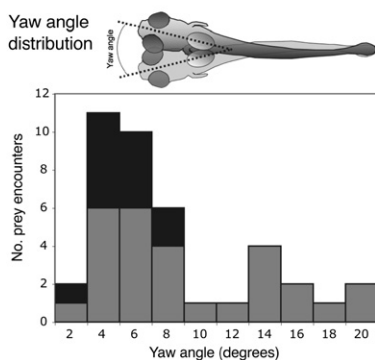 Yaw angle
distribution
Yaw angle
12
10
8
6
4
2
0
No. prey encounters
2 4 6 8 10 12 14 16 18 20
Yaw angle (degrees)